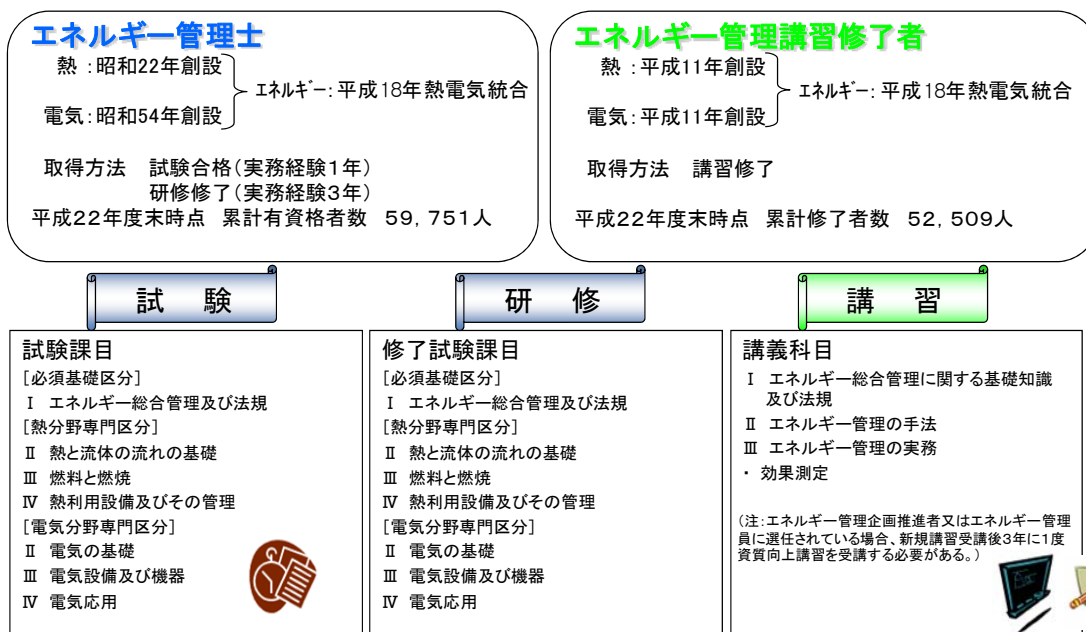 エネルギー管理士
熱 :昭和22年創設
エネルギー:平成18年熱電気統合
電気:昭和54年創設
取得方法 試験合格(実務経験1年)
研修修了(実務経験3年)
平成22年度末時点 累計有資格者数 59,751人
エネルギー管理講習修了者
熱 :平成11年創設
エネルギー:平成18年熱電気統合
電気:平成11年創設
取得方法 講習修了
平成22年度末時点 累計修了者数 52,509人
試 験
試験課目
[必須基礎区分]
Ⅰ エネルギー総合管理及び法規
[熱分野専門区分]
Ⅱ 熱と流体の流れの基礎
Ⅲ 燃料と燃焼
Ⅳ 熱利用設備及びその管理
[電気分野専門区分]
Ⅱ 電気の基礎
Ⅲ 電気設備及び機器
Ⅳ 電気応用
研 修
修了試験課目
[必須基礎区分]
Ⅰ エネルギー総合管理及び法規
[熱分野専門区分]
Ⅱ 熱と流体の流れの基礎
Ⅲ 燃料と燃焼
Ⅳ 熱利用設備及びその管理
[電気分野専門区分]
Ⅱ 電気の基礎
Ⅲ 電気設備及び機器
Ⅳ 電気応用
講 習
講義科目
Ⅰ エネルギー総合管理に関する基礎知識
及び法規
Ⅱ エネルギー管理の手法
Ⅲ エネルギー管理の実務
・ 効果測定
(注:エネルギー管理企画推進者又はエネルギー管理
員に選任されている場合、新規講習受講後3年に1度
資質向上講習を受講する必要がある。)